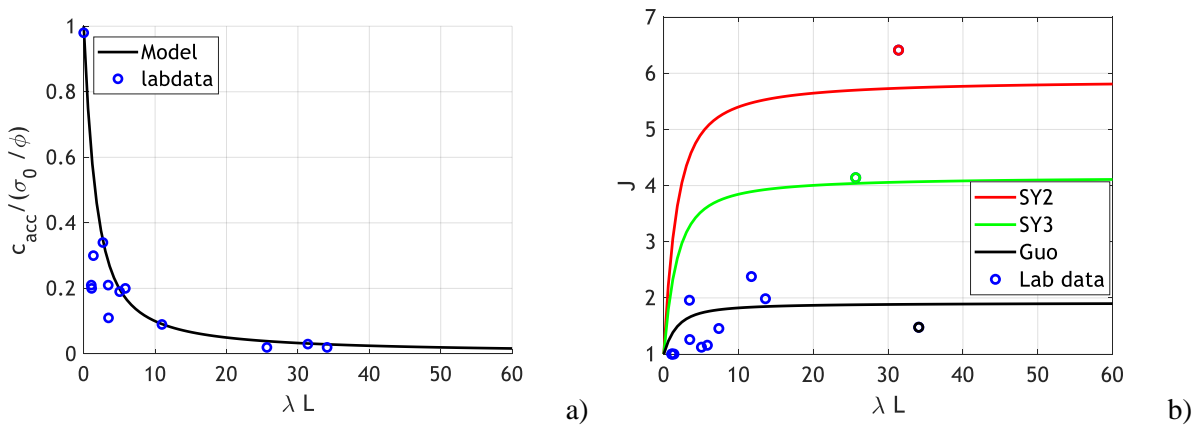 1
0.8
0.6
0.4
0.2
0
c_acc/(σ_0 /ϕ)
Model
labdata
0 10 20 30 40 50 60
λ L
a)
7
6
5
4
3
2
1
J
SY2
SY3
Guo
Lab data
0 10 20 30 40 50 60
λ L
b)